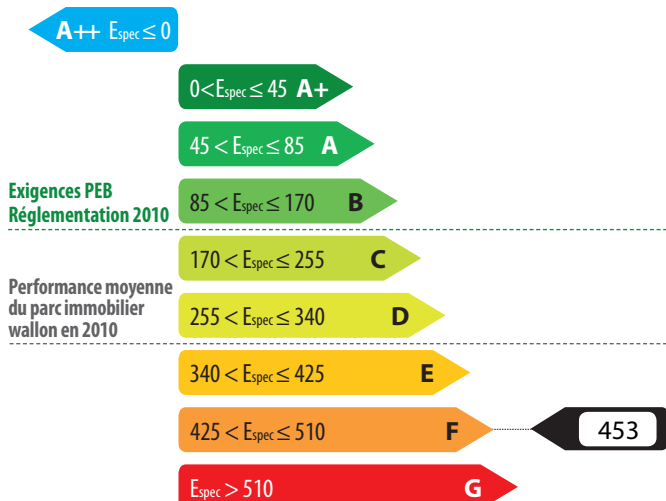 A++ Espec ≤ 0
0<Espec ≤ 45 A+
45 < Espec ≤ 85 A
Exigences PEB
Réglementation 2010
85 < Espec ≤ 170 B
170 < Espec ≤ 255 C
Performance moyenne
du parc immobilier
wallon en 2010
255 < Espec ≤ 340 D
340 < Espec ≤ 425 E
425 < Espec ≤ 510 F
453
Espec > 510 G